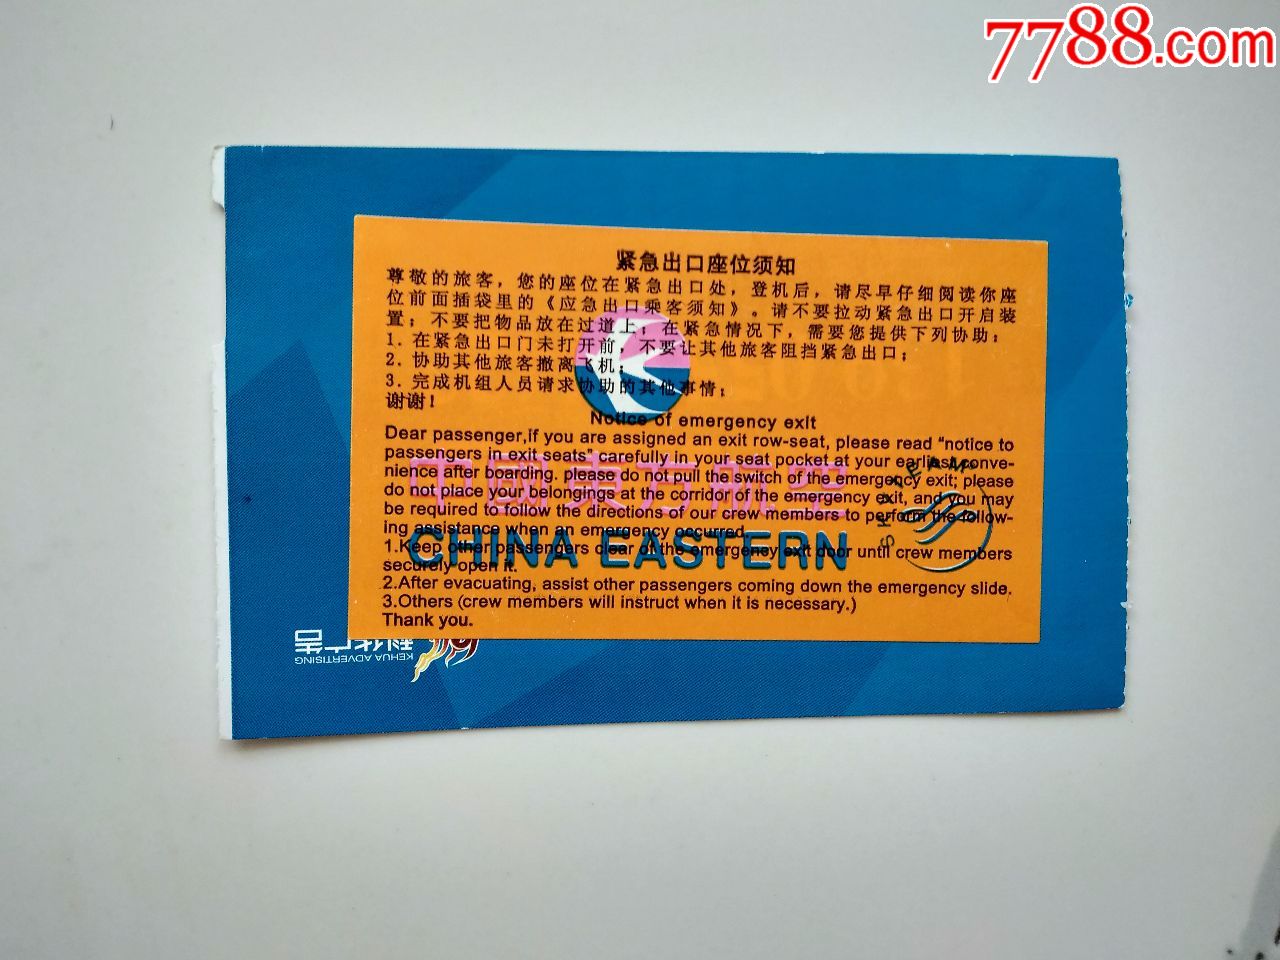 7788.com
紧急出口座位须知
尊敬的旅客，您的座位在紧急出口处，登机后，请尽早仔细阅读你座
位前面插袋里的《应急出口乘客须知》。请不要拉动紧急出口开启装
置；不要把物品放在过道上；在紧急情况下，需要您提供下列协助：
1．在紧急出口门未打开前，不要让其他旅客阻挡紧急出口；
2．协助其他旅客撤离飞机；
3．完成机组人员请求协助的其他事情；
谢谢！
Notice of emergency exit
Dear passenger,if you are assigned an exit row-seat, please read "notice to
passengers in exit seats" carefully in your seat pocket at your earliest conve-
nience after boarding. please do not pull the switch of the emergency exit; please
do not place your belongings at the corridor of the emergency exit, and you may
be required to follow the directions of our crew members to perform the follow-
ing assistance when an emergency occurred.
1.Keep other passengers clear of the emergency exit door until crew members
securely open it.
2.After evacuating, assist other passengers coming down the emergency slide.
3.Others (crew members will instruct when it is necessary.)
Thank you.
中國東方航空
CHINA EASTERN
SKYTEAM
科华广告
KEHUA ADVERTISING